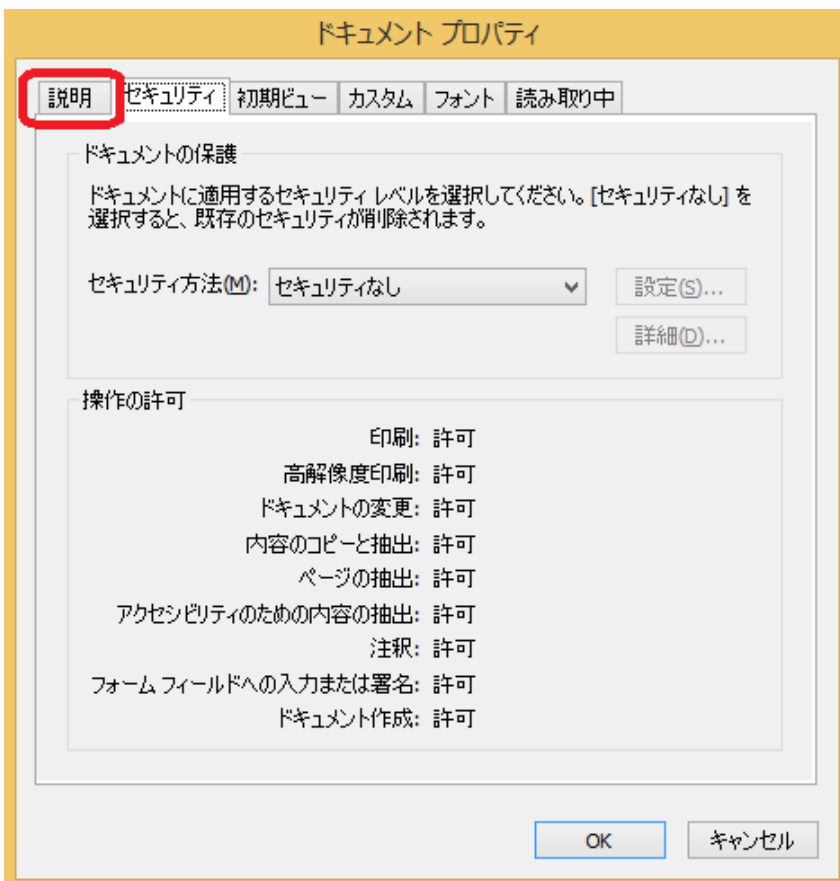 ドキュメント プロパティ
説明 セキュリティ 初期ビュー カスタム フォント 読み取り中
ドキュメントの保護
ドキュメントに適用するセキュリティ レベルを選択してください。[セキュリティなし] を
選択すると、既存のセキュリティが削除されます。
セキュリティ方法(M): セキュリティなし 設定(S)...
詳細(D)...
操作の許可
印刷: 許可
高解像度印刷: 許可
ドキュメントの変更: 許可
内容のコピーと抽出: 許可
ページの抽出: 許可
アクセシビリティのための内容の抽出: 許可
注釈: 許可
フォーム フィールドへの入力または署名: 許可
ドキュメント作成: 許可
OK キャンセル